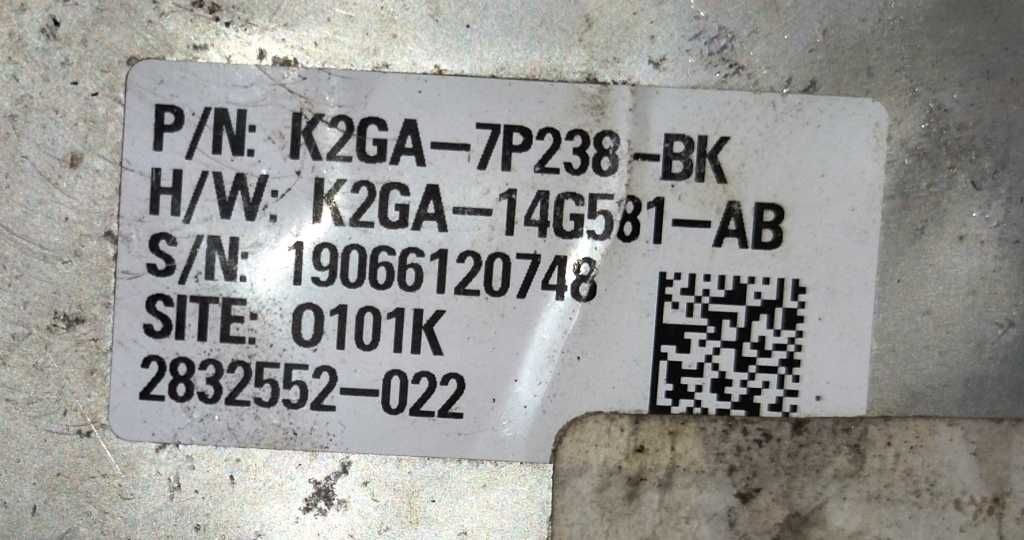 P/N: K2GA-7P238-BK
H/W: K2GA-14G581-AB
S/N: 19066120748
SITE: 0101K
2832552-022